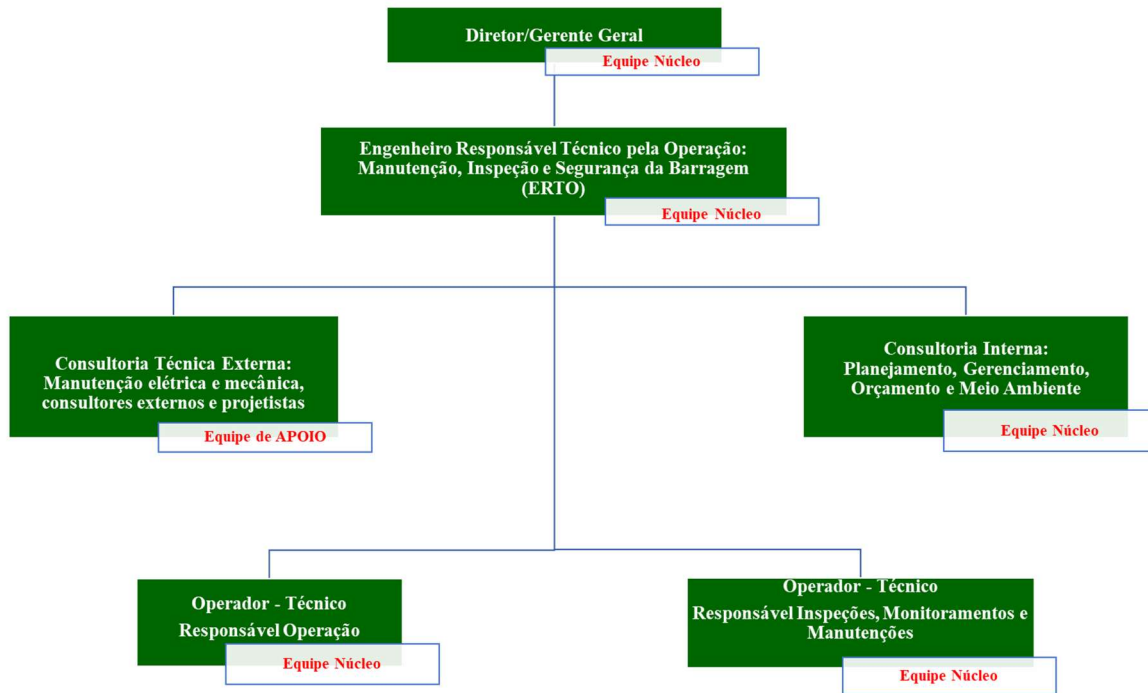 Diretor/Gerente Geral
Equipe Núcleo
Engenheiro Responsável Técnico pela Operação:
Manutenção, Inspeção e Segurança da Barragem
(ERTO)
Equipe Núcleo
Consultoria Técnica Externa:
Manutenção elétrica e mecânica,
consultores externos e projetistas
Equipe de APOIO
Consultoria Interna:
Planejamento, Gerenciamento,
Orçamento e Meio Ambiente
Equipe Núcleo
Operador - Técnico
Responsável Operação
Equipe Núcleo
Operador - Técnico
Responsável Inspeções, Monitoramentos e
Manutenções
Equipe Núcleo